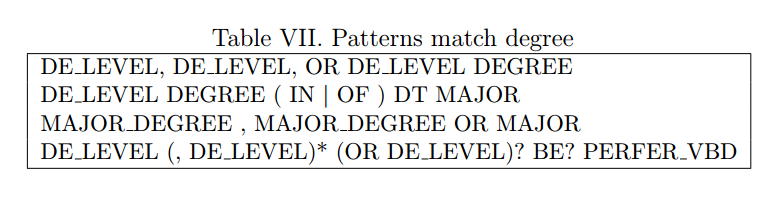 Table VII. Patterns match degree
DE_LEVEL, DE_LEVEL, OR DE_LEVEL DEGREE
DE_LEVEL DEGREE ( IN | OF ) DT MAJOR
MAJOR_DEGREE , MAJOR_DEGREE OR MAJOR
DE_LEVEL (, DE_LEVEL)* (OR DE_LEVEL)? BE? PERFER_VBD